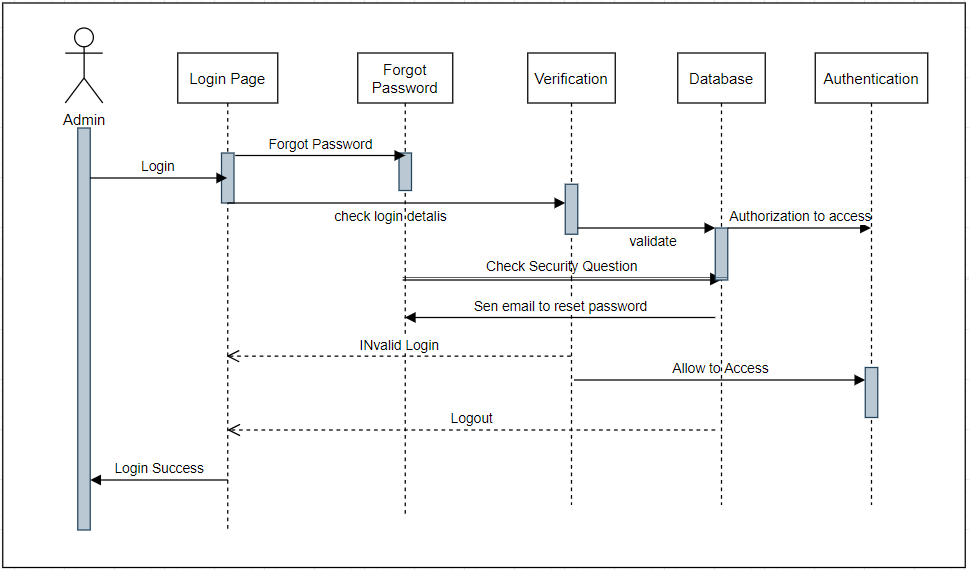 Admin
Login Page
Forgot
Password
Verification
Database
Authentication
Forgot Password
Login
check login detalis
Authorization to access
validate
Check Security Question
Sen email to reset password
INvalid Login
Allow to Access
Logout
Login Success